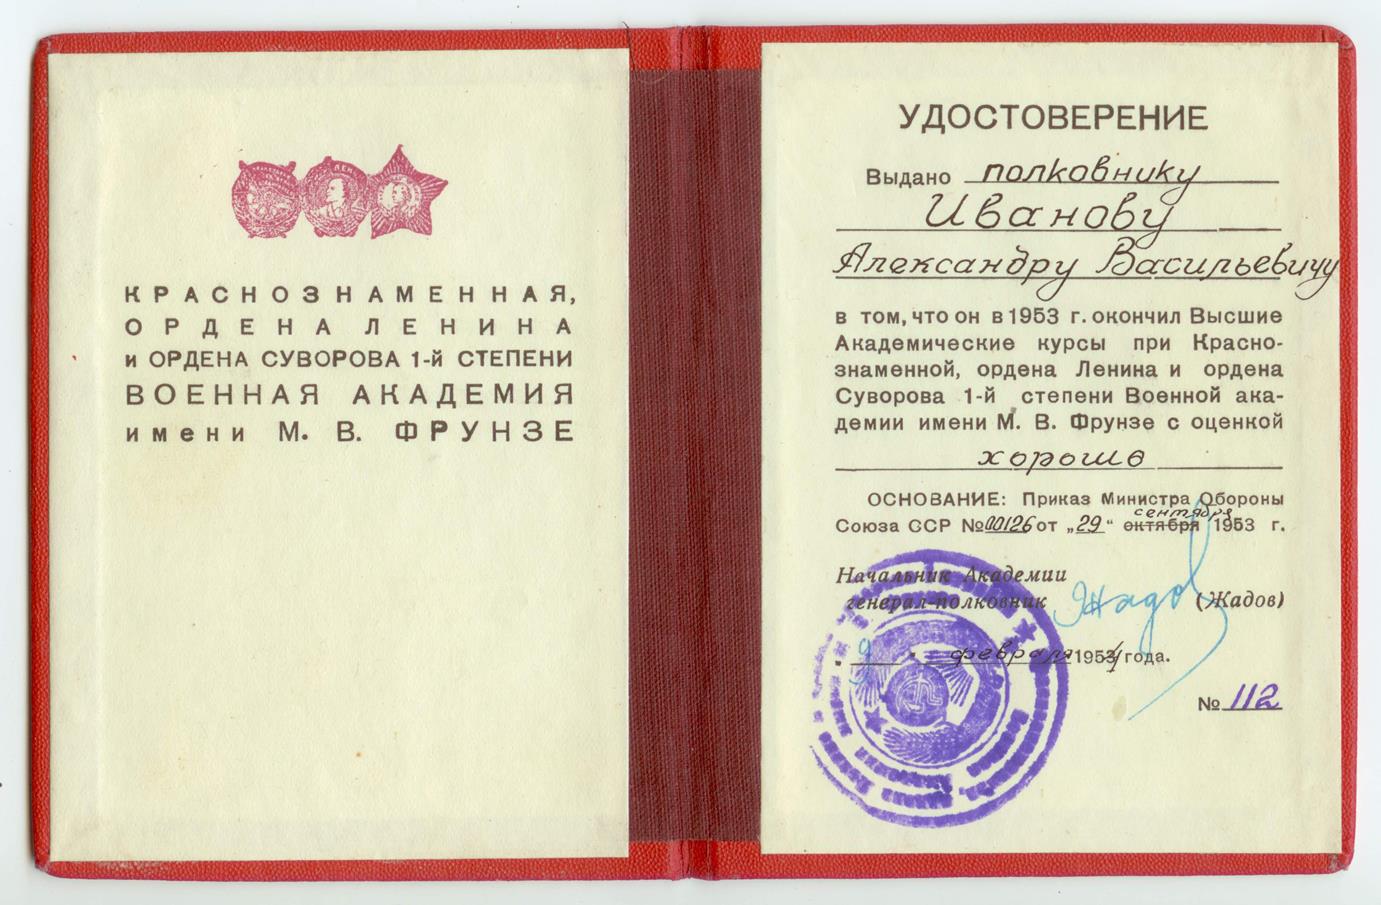 КРАСНОЗНАМЕННАЯ,
ОРДЕНА ЛЕНИНА
и ОРДЕНА СУВОРОВА 1-й СТЕПЕНИ
ВОЕННАЯ АКАДЕМИЯ
имени М. В. ФРУНЗЕ
УДОСТОВЕРЕНИЕ
Выдано полковнику
Иванову
Александру Васильевичу
в том, что он в 1953 г. окончил Высшие
Академические курсы при Красно-
знаменной, ордена Ленина и ордена
Суворова 1-й степени Военной ака-
демии имени М. В. Фрунзе с оценкой
хорошо
ОСНОВАНИЕ: Приказ Министра Обороны
сентября
Союза ССР № 00126 от „29“ октября 1953 г.
Начальник Академии
генерал-полковник Жадов (Жадов)
февраля 1954 года.
№ 112